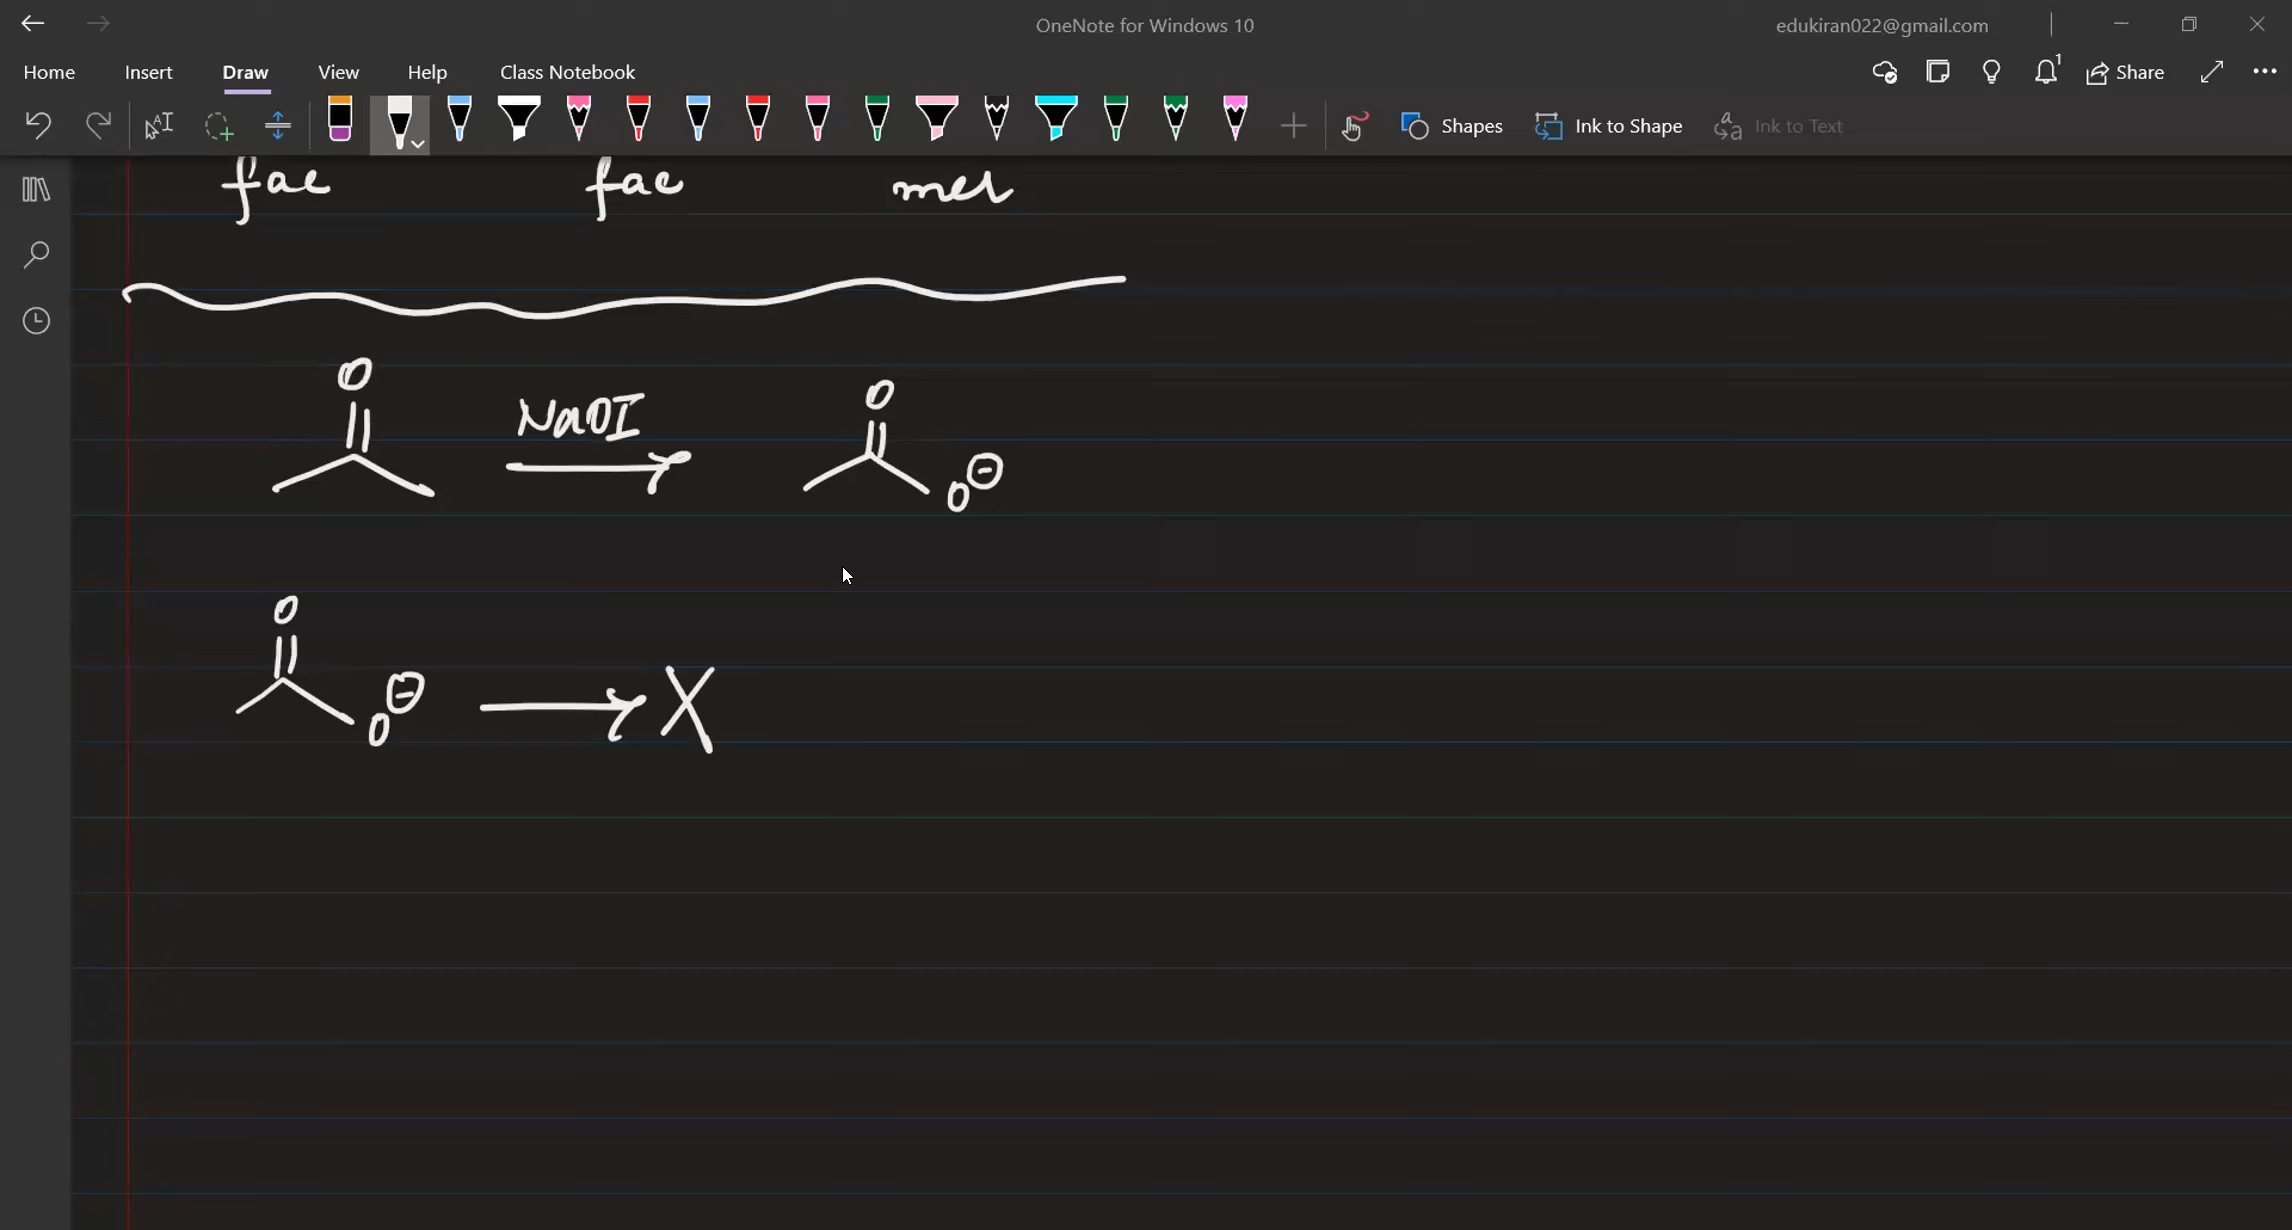 OneNote for Windows 10
edukiran022@gmail.com
Home Insert Draw View Help Class Notebook
1 Share
Shapes Ink to Shape Ink to Text
fac fac mer
O NaOI O
O⊖
O
O⊖ X